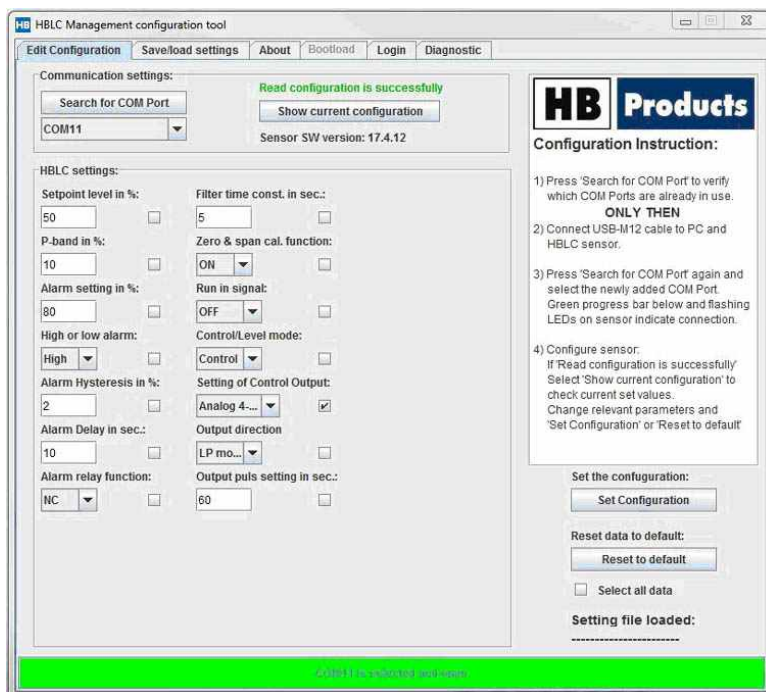 HB HBLC Management configuration tool
Edit Configuration Save/load settings About Bootload Login Diagnostic
Communication settings:
Search for COM Port
COM11
Read configuration is successfully
Show current configuration
Sensor SW version: 17.4.12
HBLC settings:
Setpoint level in %: Filter time const. in sec.:
50 5
P-band in %: Zero & span cal. function:
10 ON
Alarm setting in %: Run in signal:
80 OFF
High or low alarm: Control/Level mode:
High Control
Alarm Hysteresis in %: Setting of Control Output:
2 Analog 4-...
Alarm Delay in sec.: Output direction
10 LP mo...
Alarm relay function: Output puls setting in sec.:
NC 60
HB Products
Configuration Instruction:
1) Press 'Search for COM Port' to verify
which COM Ports are already in use.
ONLY THEN
2) Connect USB-M12 cable to PC and
HBLC sensor.
3) Press 'Search for COM Port' again and
select the newly added COM Port.
Green progress bar below and flashing
LEDs on sensor indicate connection.
4) Configure sensor:
If 'Read configuration is successfully'
Select 'Show current configuration' to
check current set values.
Change relevant parameters and
'Set Configuration' or 'Reset to default'
Set the confuguration:
Set Configuration
Reset data to default:
Reset to default
Select all data
Setting file loaded:
-----------------------
COM11 is selected and open